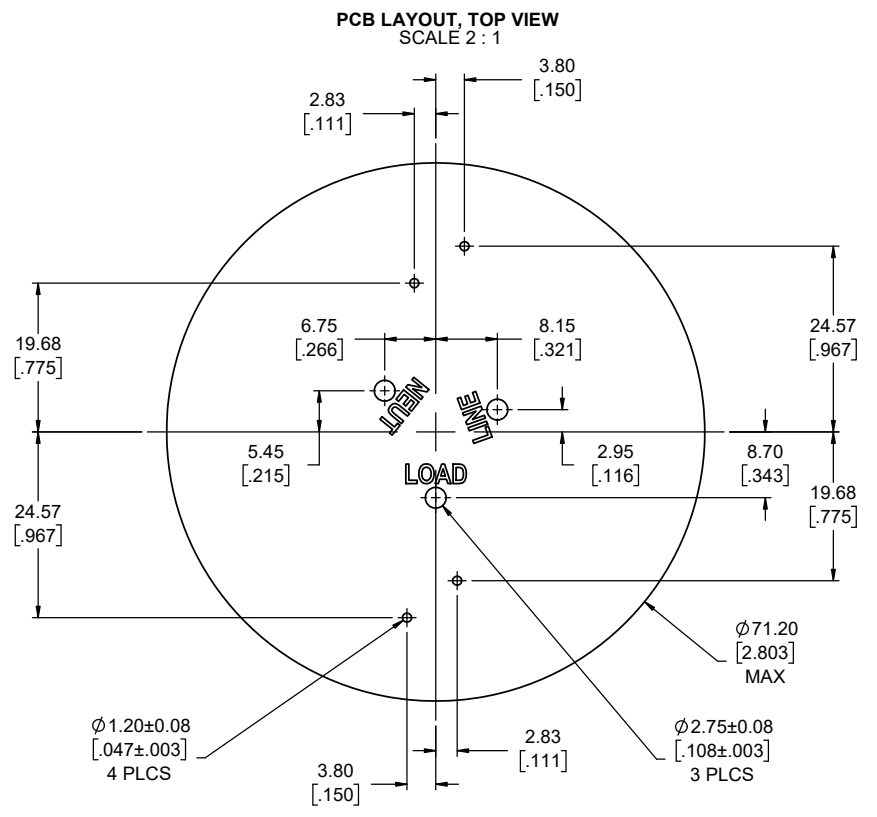 PCB LAYOUT, TOP VIEW
SCALE 2 : 1
3.80
[.150]
2.83
[.111]
6.75
[.266]
8.15
[.321]
19.68
[.775]
24.57
[.967]
NEUT
LINE
5.45
[.215]
LOAD
2.95
[.116]
8.70
[.343]
24.57
[.967]
19.68
[.775]
Ø71.20
[2.803]
MAX
Ø1.20±0.08
[.047±.003]
4 PLCS
3.80
[.150]
2.83
[.111]
Ø2.75±0.08
[.108±.003]
3 PLCS